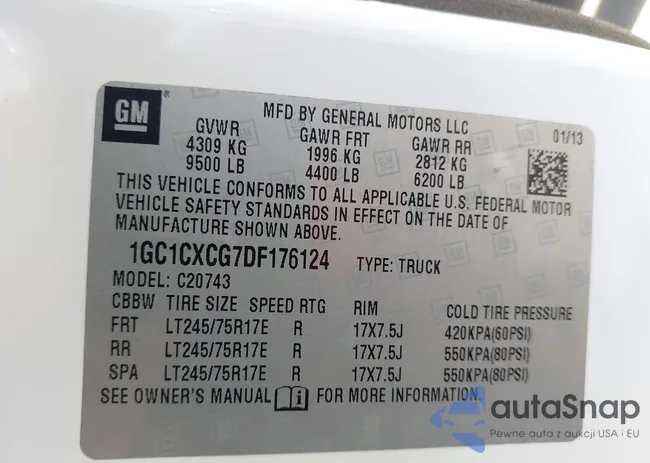 GM
MFD BY GENERAL MOTORS LLC 01/13
GVWR GAWR FRT GAWR RR
4309 KG 1996 KG 2812 KG
9500 LB 4400 LB 6200 LB
THIS VEHICLE CONFORMS TO ALL APPLICABLE U.S. FEDERAL MOTOR
VEHICLE SAFETY STANDARDS IN EFFECT ON THE DATE OF
MANUFACTURE SHOWN ABOVE.
1GC1CXCG7DF176124 TYPE: TRUCK
MODEL: C20743
CBBW TIRE SIZE SPEED RTG RIM COLD TIRE PRESSURE
FRT LT245/75R17E R 17X7.5J 420KPA(60PSI)
RR LT245/75R17E R 17X7.5J 550KPA(80PSI)
SPA LT245/75R17E R 17X7.5J 550KPA(80PSI)
SEE OWNER'S MANUAL i FOR MORE INFORMATION.
autaSnap
Pewne auta z aukcji USA i EU